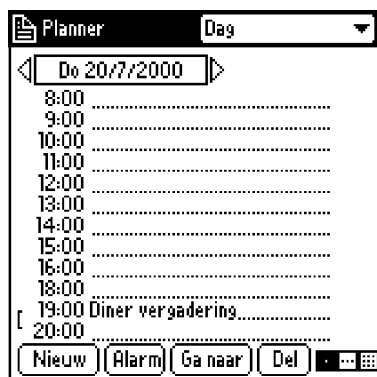 Planner Dag
Do 20/7/2000
8:00
9:00
10:00
11:00
12:00
13:00
14:00
15:00
16:00
18:00
19:00 Diner vergadering
20:00
Nieuw Alarm Ga naar Del